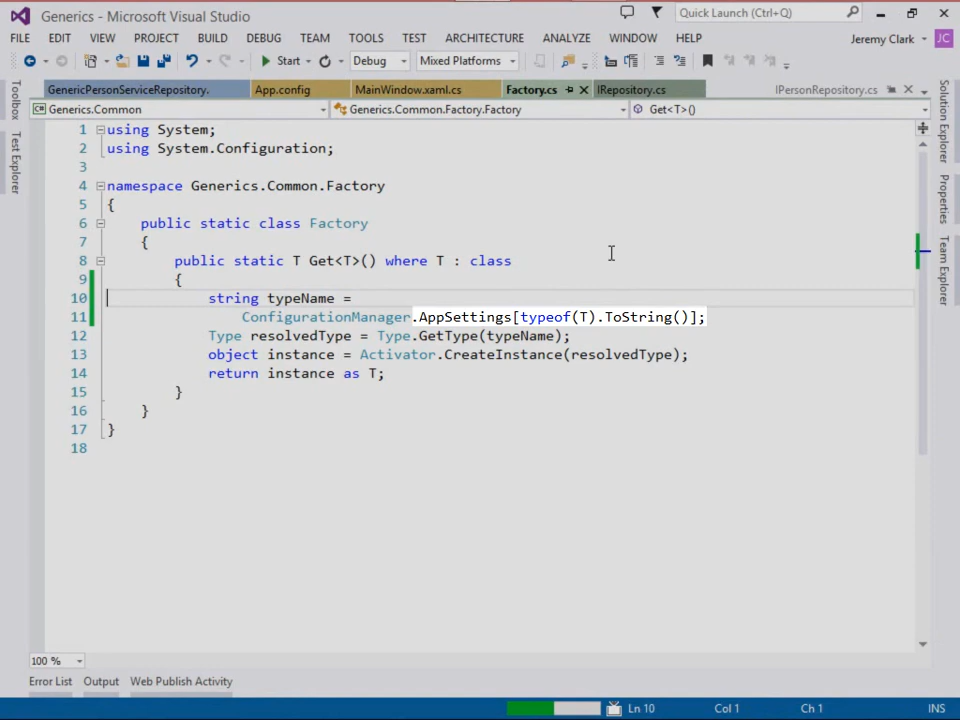 Generics - Microsoft Visual Studio
Quick Launch (Ctrl+Q)
FILE EDIT VIEW PROJECT BUILD DEBUG TEAM TOOLS TEST ARCHITECTURE ANALYZE WINDOW HELP
Jeremy Clark JC
Start Debug Mixed Platforms
GenericPersonServiceRepository. App.config MainWindow.xaml.cs Factory.cs IRepository.cs IPersonRepository.cs
C# Generics.Common Generics.Common.Factory.Factory Get<T>()
Toolbox
Test Explorer
1 using System;
2 using System.Configuration;
3
4 namespace Generics.Common.Factory
5 {
6 public static class Factory
7 {
8 public static T Get<T>() where T : class
9 {
10 string typeName =
11 ConfigurationManager.AppSettings[typeof(T).ToString()];
12 Type resolvedType = Type.GetType(typeName);
13 object instance = Activator.CreateInstance(resolvedType);
14 return instance as T;
15 }
16 }
17 }
18
Solution Explorer
Properties
Team Explorer
100 %
Error List Output Web Publish Activity
Ln 10 Col 1 Ch 1 INS